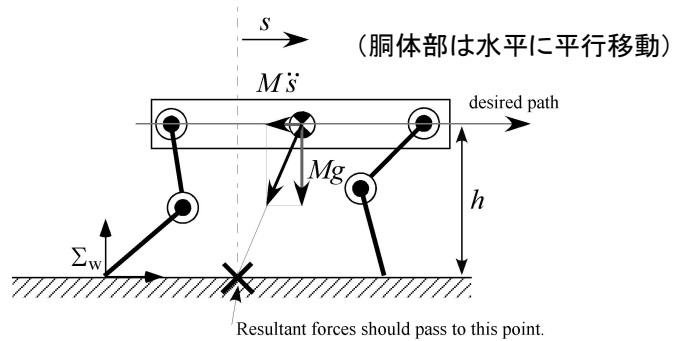 s
（胴体部は水平に平行移動）
Ms̈
desired path
Mg
h
Σw
Resultant forces should pass to this point.